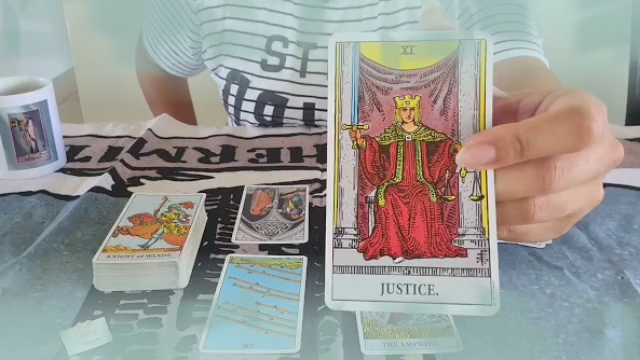 ST
XI
HERMIT
JUSTICE.
KNIGHT of WANDS.
THE EMPRESS.